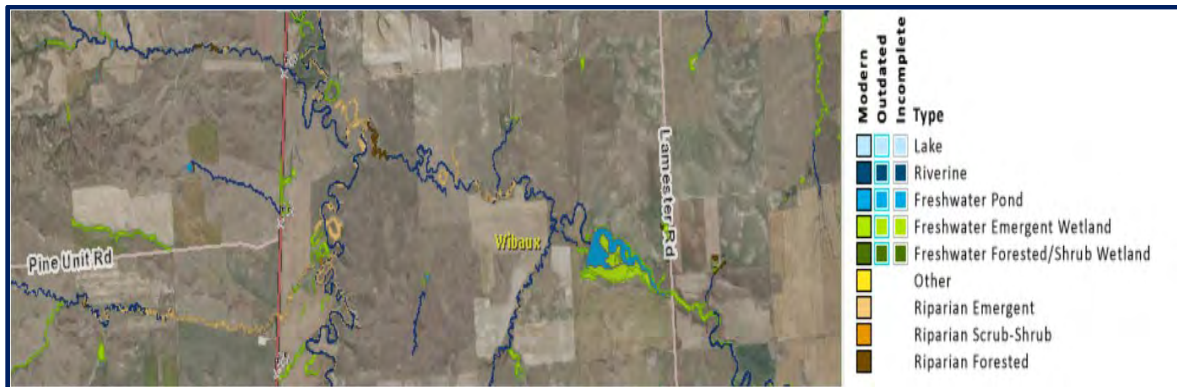 Pine Unit Rd
Wibaux
Lamester Rd
Modern
Outdated
Incomplete
Type
Lake
Riverine
Freshwater Pond
Freshwater Emergent Wetland
Freshwater Forested/Shrub Wetland
Other
Riparian Emergent
Riparian Scrub-Shrub
Riparian Forested